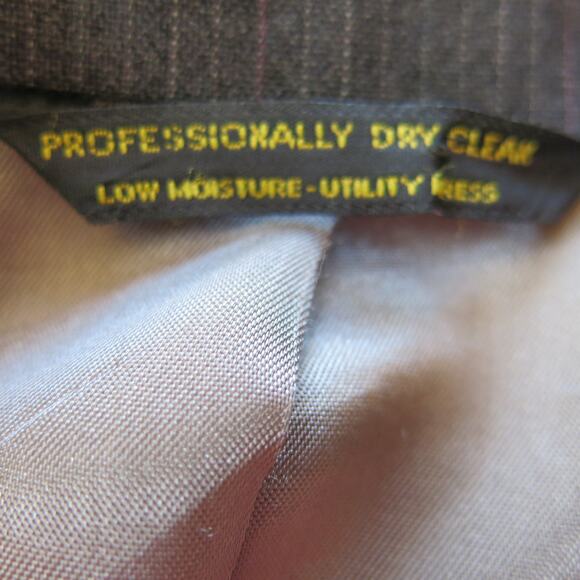 PROFESSIONALLY DRY CLEAN
LOW MOISTURE-UTILITY PRESS